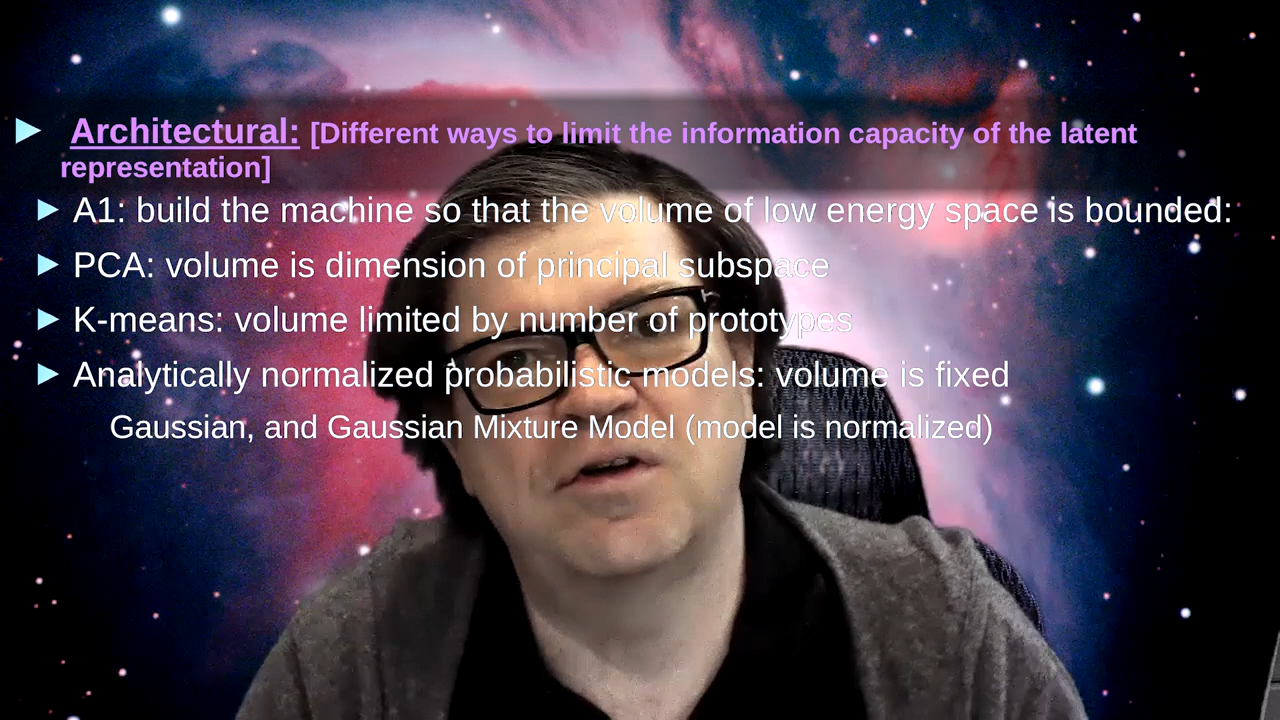 Architectural: [Different ways to limit the information capacity of the latent
representation]
A1: build the machine so that the volume of low energy space is bounded:
PCA: volume is dimension of principal subspace
K-means: volume limited by number of prototypes
Analytically normalized probabilistic models: volume is fixed
Gaussian, and Gaussian Mixture Model (model is normalized)